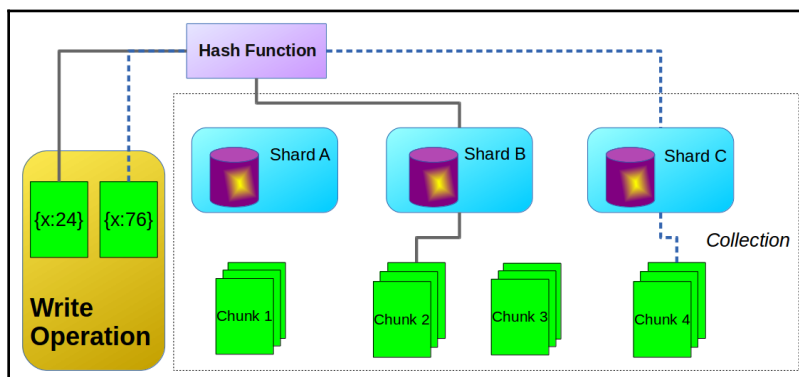 Hash Function
Shard A
Shard B
Shard C
{x:24}
{x:76}
Collection
Write
Operation
Chunk 1
Chunk 2
Chunk 3
Chunk 4